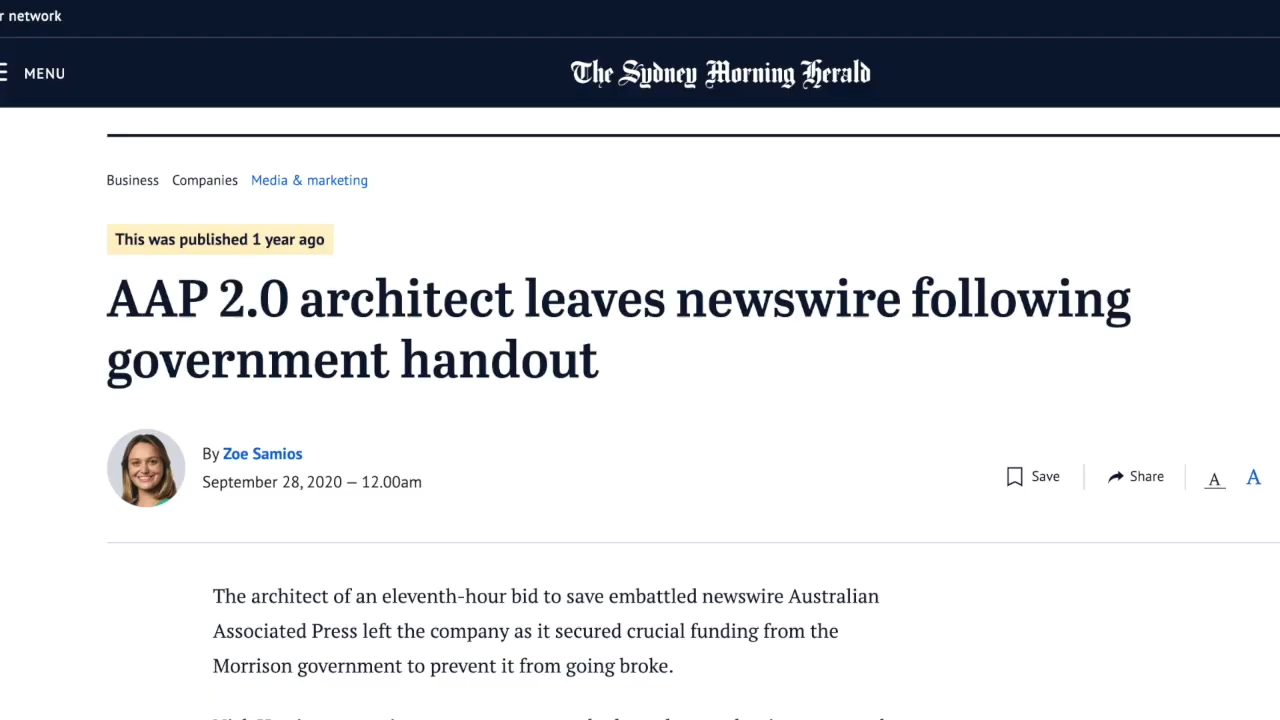 r network
MENU
The Sydney Morning Herald
Business Companies Media & marketing
This was published 1 year ago
AAP 2.0 architect leaves newswire following
government handout
By Zoe Samios
September 28, 2020 — 12.00am
Save
Share
A
A
The architect of an eleventh-hour bid to save embattled newswire Australian
Associated Press left the company as it secured crucial funding from the
Morrison government to prevent it from going broke.